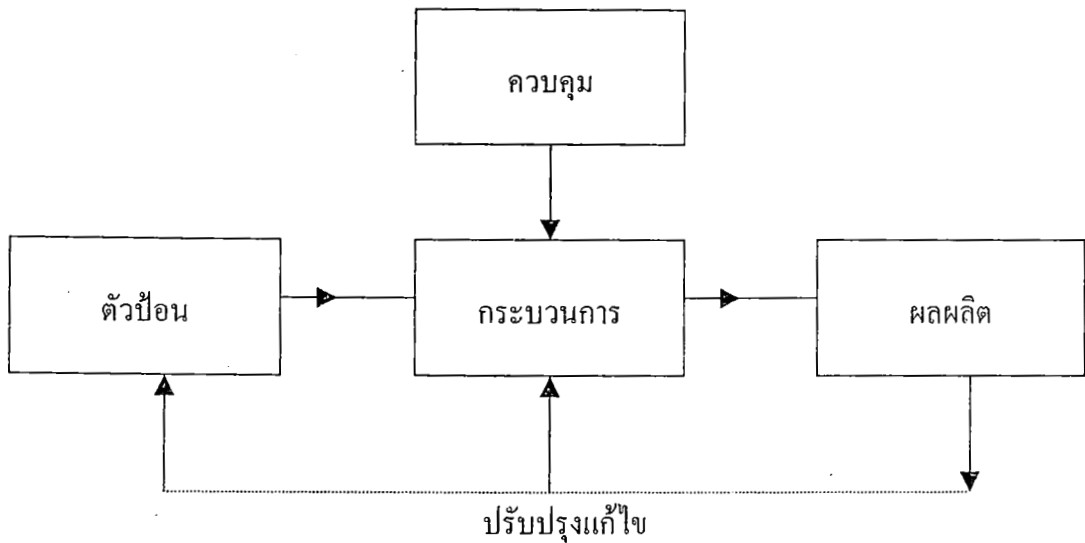 ควบคุม
ตัวป้อน
กระบวนการ
ผลผลิต
ปรับปรุงแก้ไข